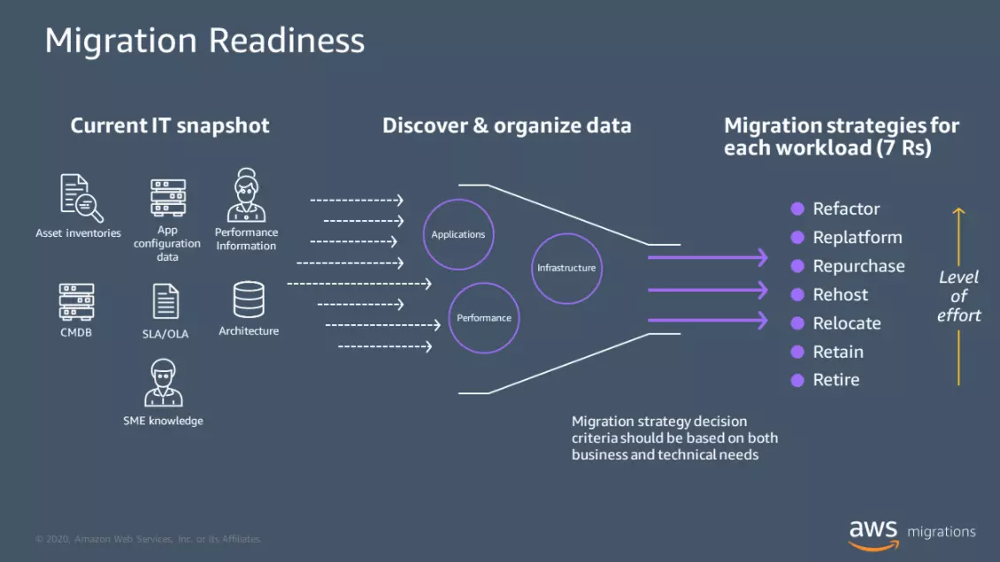 Migration Readiness
Current IT snapshot
Asset inventories
App
configuration
data
Performance
Information
CMDB
SLA/OLA
Architecture
SME knowledge
Discover & organize data
Applications
Infrastructure
Performance
Migration strategies for
each workload (7 Rs)
Refactor
Replatform
Repurchase
Rehost
Relocate
Retain
Retire
Level
of
effort
Migration strategy decision
criteria should be based on both
business and technical needs
© 2020, Amazon Web Services, Inc. or its Affiliates.
aws migrations